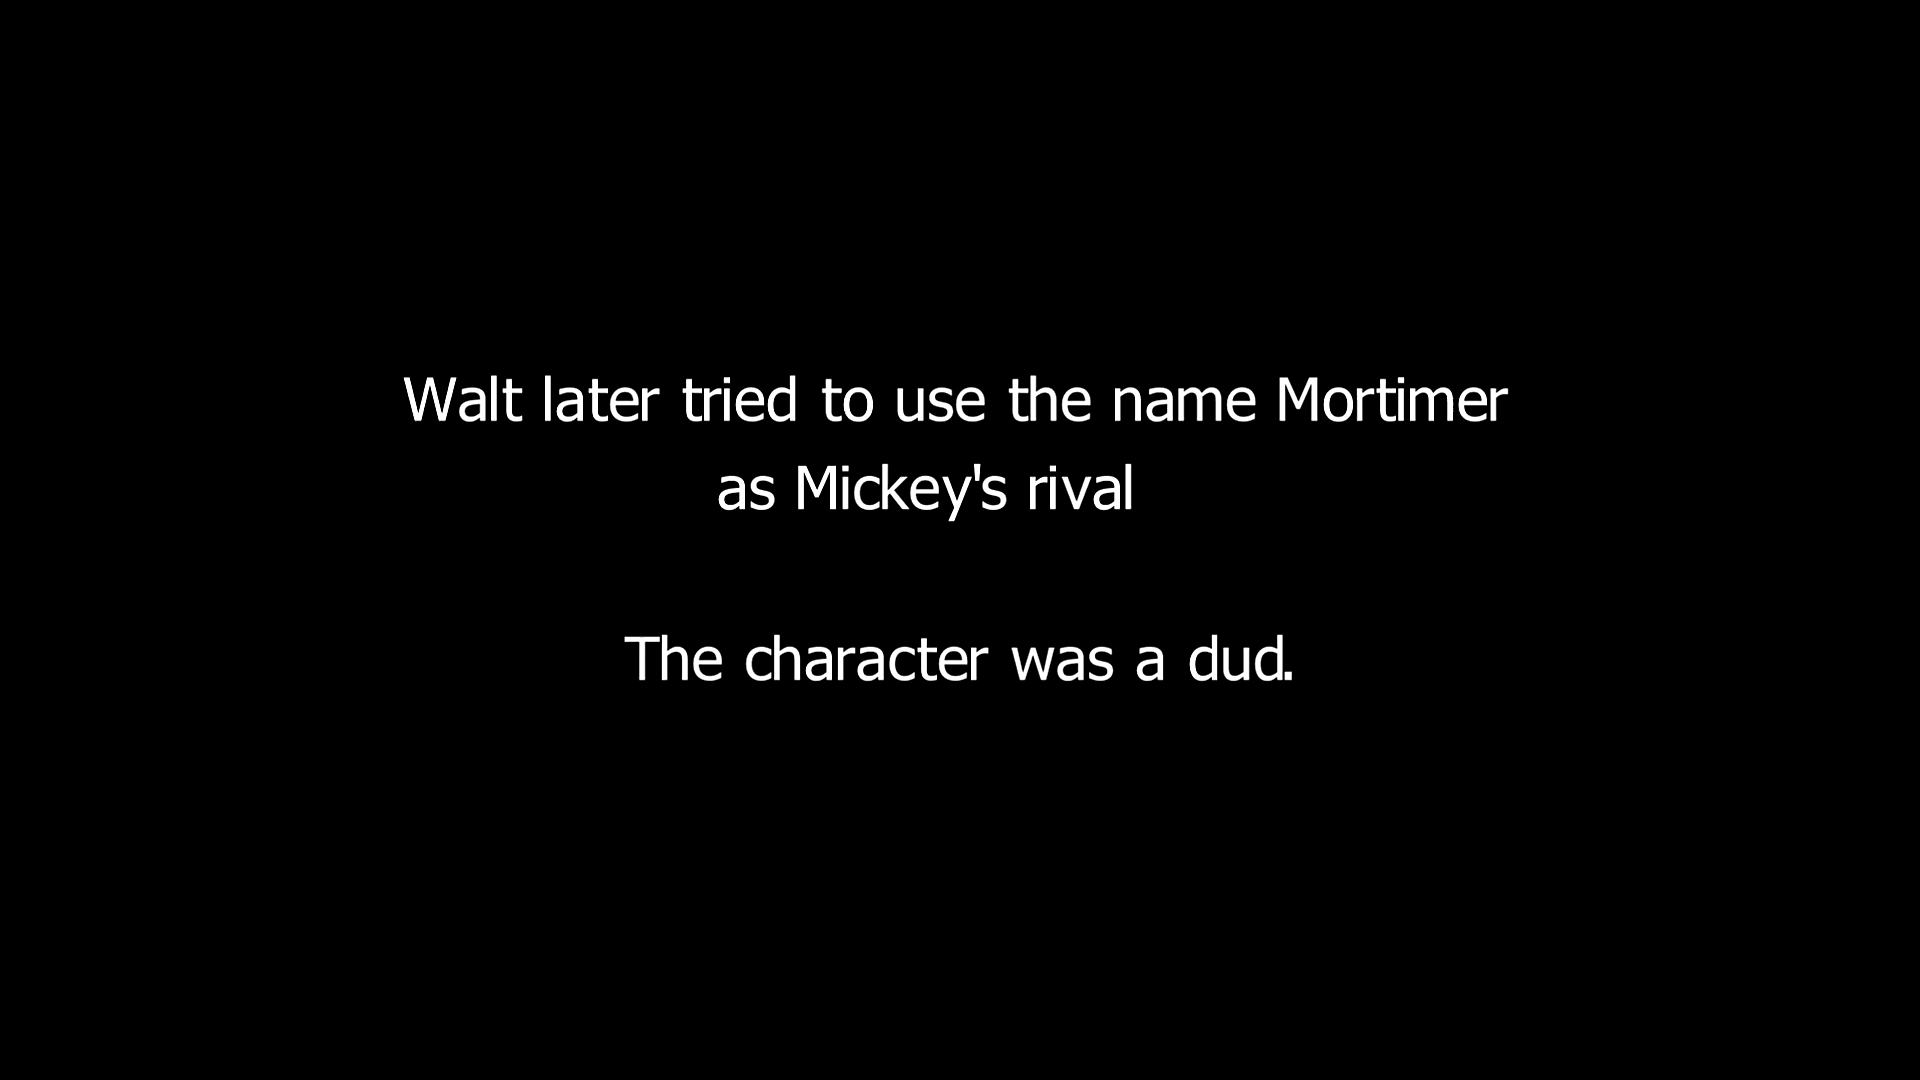 Walt later tried to use the name Mortimer
as Mickey's rival
The character was a dud.